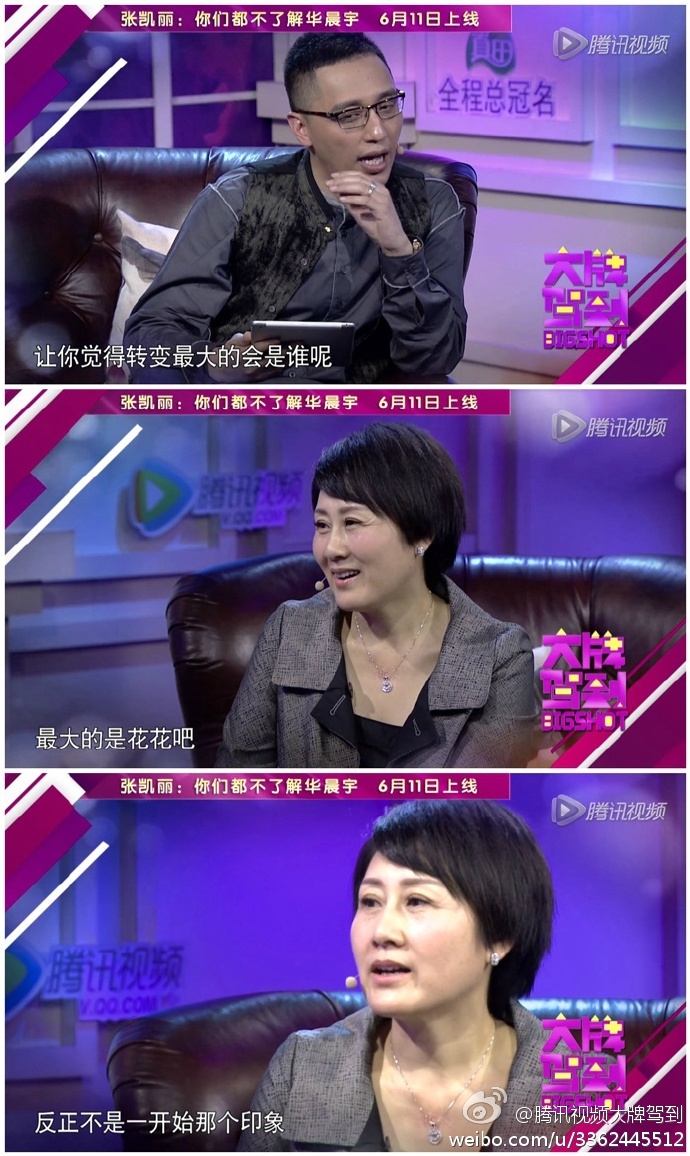 张凯丽：你们都不了解华晨宇 6月11日上线
腾讯视频
真田
全程总冠名
大牌
驾到
BIGSHOT
让你觉得转变最大的会是谁呢
张凯丽：你们都不了解华晨宇 6月11日上线
腾讯视频
腾讯视频
V.QQ.COM
大牌
驾到
BIGSHOT
最大的是花花吧
张凯丽：你们都不了解华晨宇 6月11日上线
腾讯视频
腾讯视频
V.QQ.COM
大牌
驾到
BIGSHOT
反正不是一开始那个印象
@腾讯视频大牌驾到
weibo.com/u/3362445512